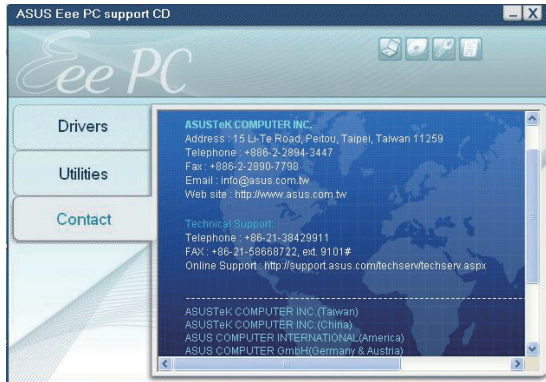 ASUS Eee PC support CD
Eee PC
Drivers
Utilities
Contact
ASUSTeK COMPUTER INC.
Address : 15 Li-Te Road, Peitou, Taipei, Taiwan 11259
Telephone : +886-2-2894-3447
Fax : +886-2-2890-7798
Email : info@asus.com.tw
Web site : http://www.asus.com.tw
Technical Support:
Telephone : +86-21-38429911
FAX : +86-21-58668722, ext. 9101#
Online Support : http://support.asus.com/techserv/techserv.aspx
ASUSTeK COMPUTER INC.(Taiwan)
ASUSTeK COMPUTER INC.(China)
ASUS COMPUTER INTERNATIONAL(America)
ASUS COMPUTER GmbH(Germany & Austria)